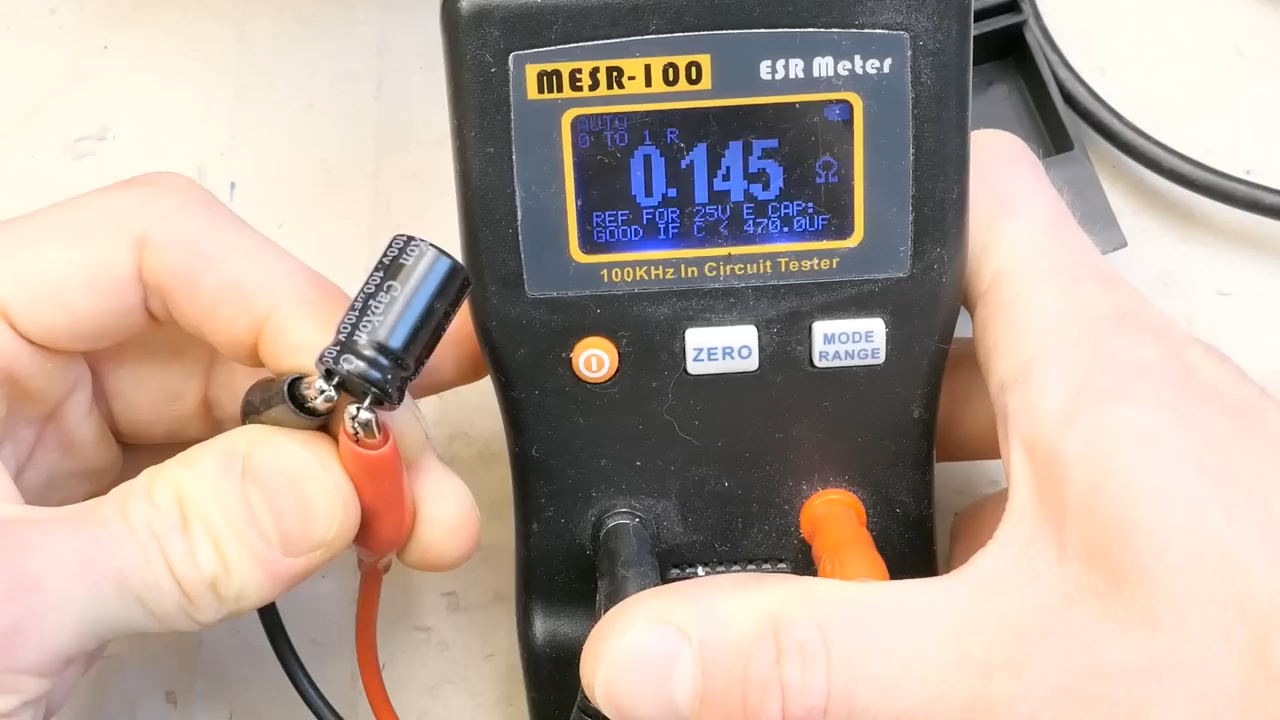 MESR-100
ESR Meter
AUTO
0 TO 1 R
0.145 Ω
REF FOR 25V E CAP:
GOOD IF C < 470.0UF
100KHz In Circuit Tester
ZERO
MODE
RANGE
CapXon
100V 100µF100V